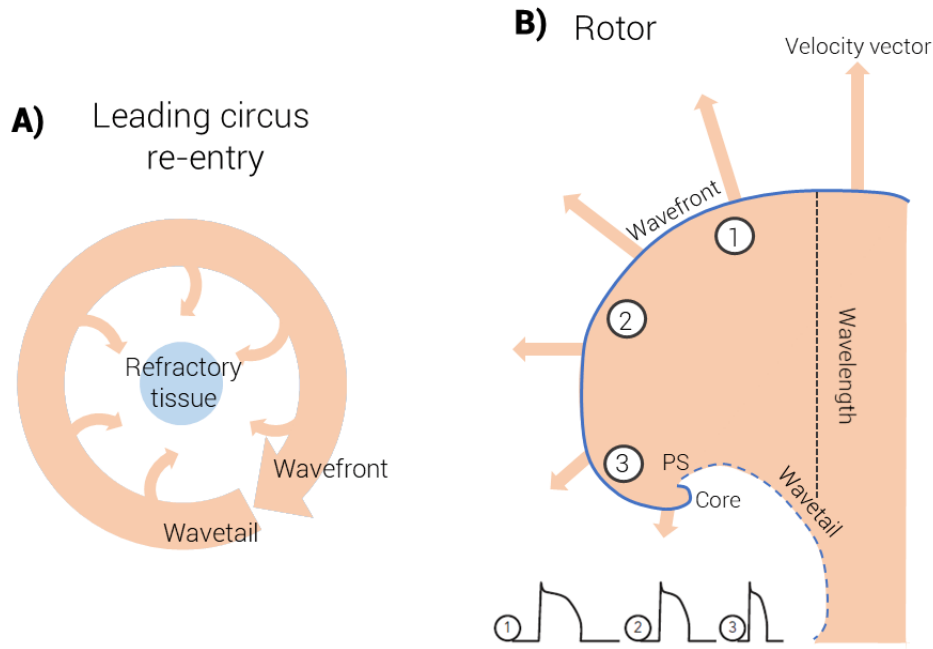 A)
Leading circus
re-entry
Refractory
tissue
Wavefront
Wavetail
B)
Rotor
Velocity vector
Wavefront
1
2
3
PS
Core
Wavelength
Wavetail
1
2
3